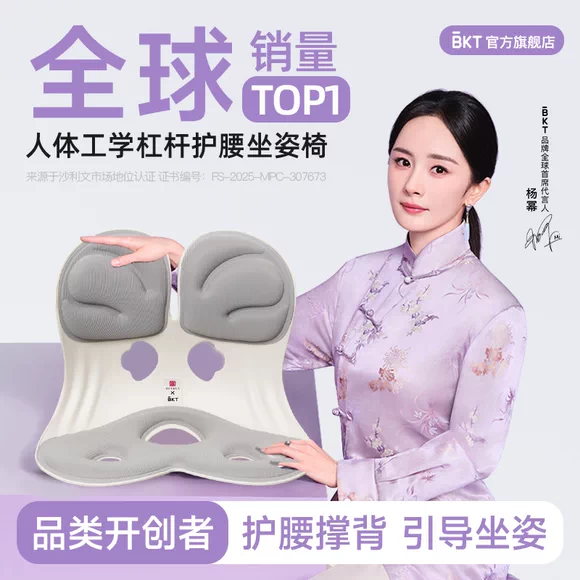 BKT 官方旗舰店
全球 销量 TOP1
人体工学杠杆护腰坐姿椅
来源于沙利文市场地位认证 证书编号：FS-2025-MPC-307673
BKT 品牌全球首席代言人
杨幂
BKT
品类开创者 护腰撑背 引导坐姿